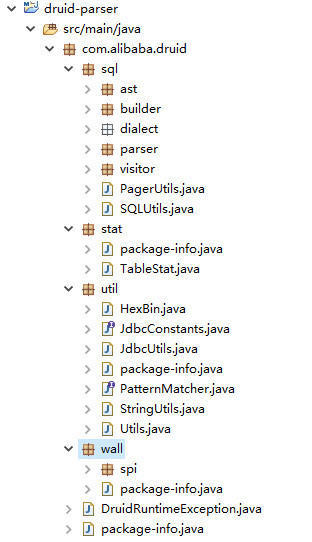 druid-parser
src/main/java
com.alibaba.druid
sql
ast
builder
dialect
parser
visitor
PagerUtils.java
SQLUtils.java
stat
package-info.java
TableStat.java
util
HexBin.java
JdbcConstants.java
JdbcUtils.java
package-info.java
PatternMatcher.java
StringUtils.java
Utils.java
wall
spi
package-info.java
DruidRuntimeException.java
package-info.java